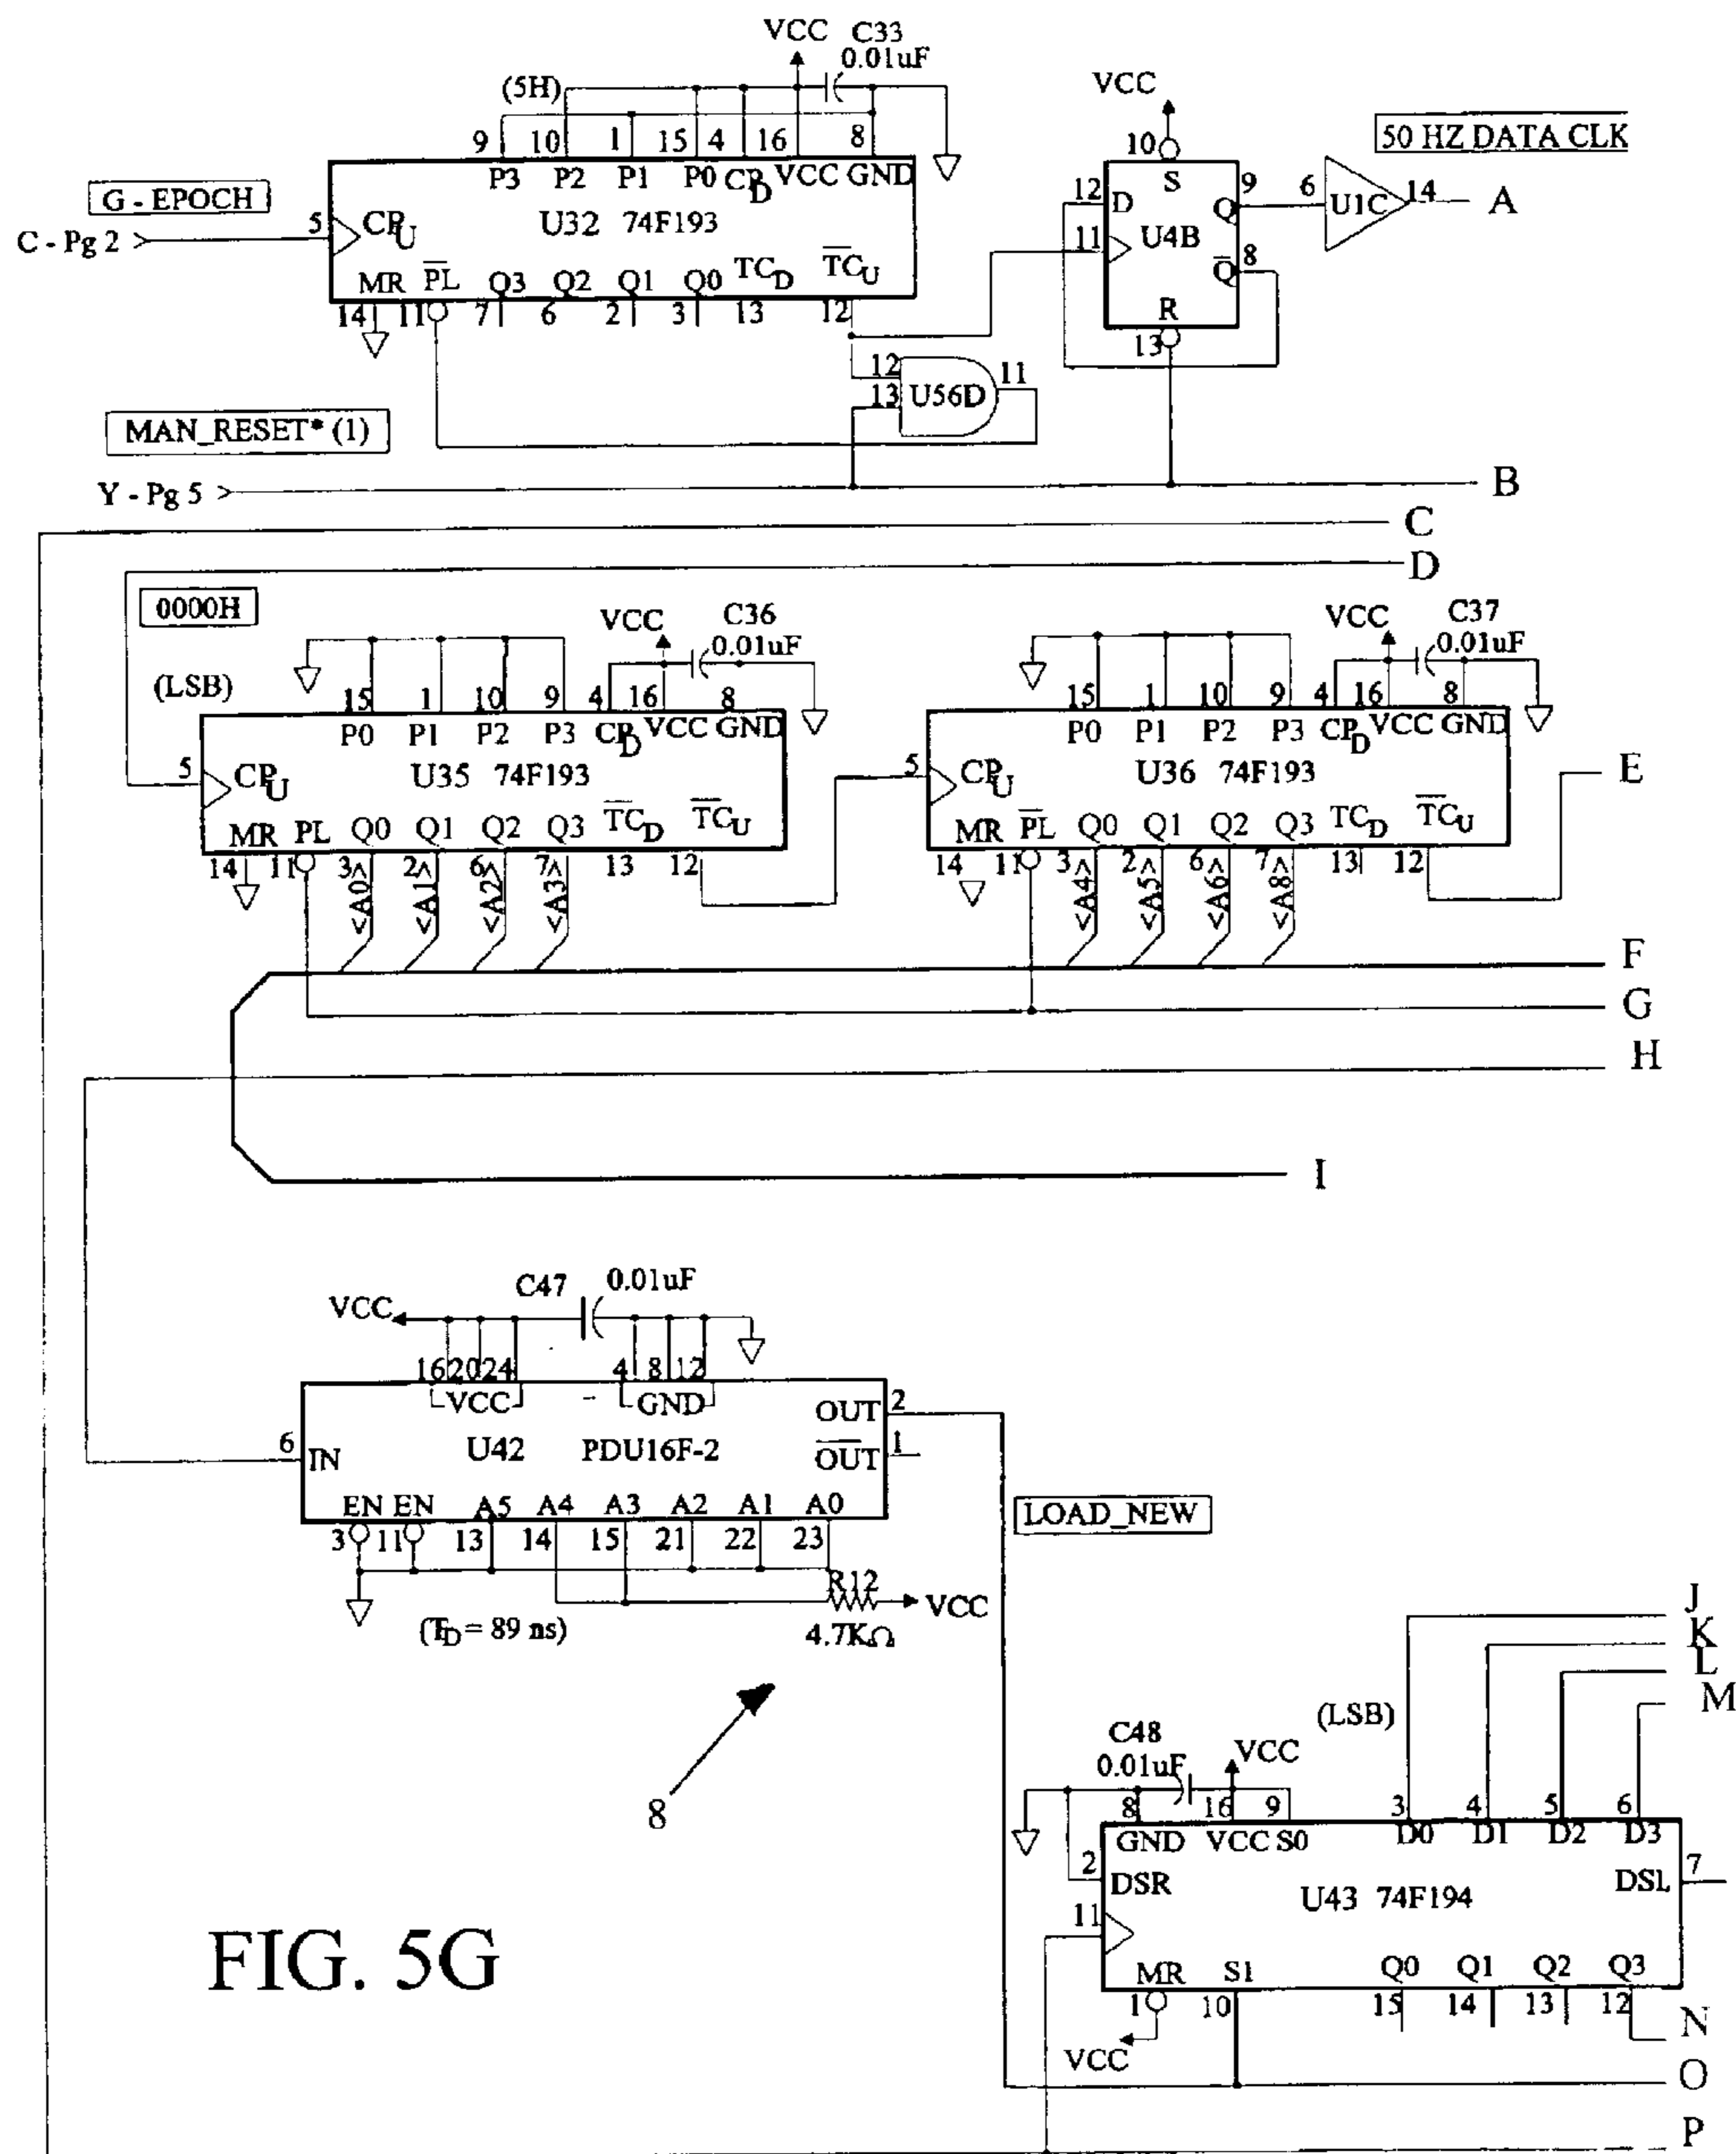 VCC C33
0.01uF
(5H)
VCC
50 HZ DATA CLK
9 10 1 15 4 16 8
P3 P2 P1 P0 CPD VCC GND
G - EPOCH
C - Pg 2 >
5 CPU
U32 74F193
MR PL Q3 Q2 Q1 Q0 TCD TCU
14 11 7 6 2 3 13 12
10
S
12 D
9 Q
6 U1C 14 A
11 U4B
8 Q
R
13
12
13 U56D 11
MAN_RESET* (1)
Y - Pg 5 >
B
C
D
0000H
VCC C36
0.01uF
VCC C37
0.01uF
(LSB)
15 1 10 9 4 16 8
P0 P1 P2 P3 CPD VCC GND
5 CPU
U35 74F193
MR PL Q0 Q1 Q2 Q3 TCD TCU
14 11 3 2 6 7 13 12
<A0> <A1> <A2> <A3>
15 1 10 9 4 16 8
P0 P1 P2 P3 CPD VCC GND
5 CPU
U36 74F193
E
MR PL Q0 Q1 Q2 Q3 TCD TCU
14 11 3 2 6 7 13 12
<A4> <A5> <A6> <A8>
F
G
H
I
C47 0.01uF
VCC
16 20 24 4 8 12
VCC GND
OUT 2
6 IN
U42 PDU16F-2
OUT 1
EN EN A5 A4 A3 A2 A1 A0
3 11 13 14 15 21 22 23
LOAD_NEW
R12
VCC
(TD = 89 ns)
4.7KΩ
8
J
K
L
M
(LSB)
C48
0.01uF
VCC
8 16 9 3 4 5 6
GND VCC S0 D0 D1 D2 D3
2 DSR
U43 74F194
DSL 7
11
MR S1 Q0 Q1 Q2 Q3
1 10 15 14 13 12
VCC
N
O
P
FIG. 5G